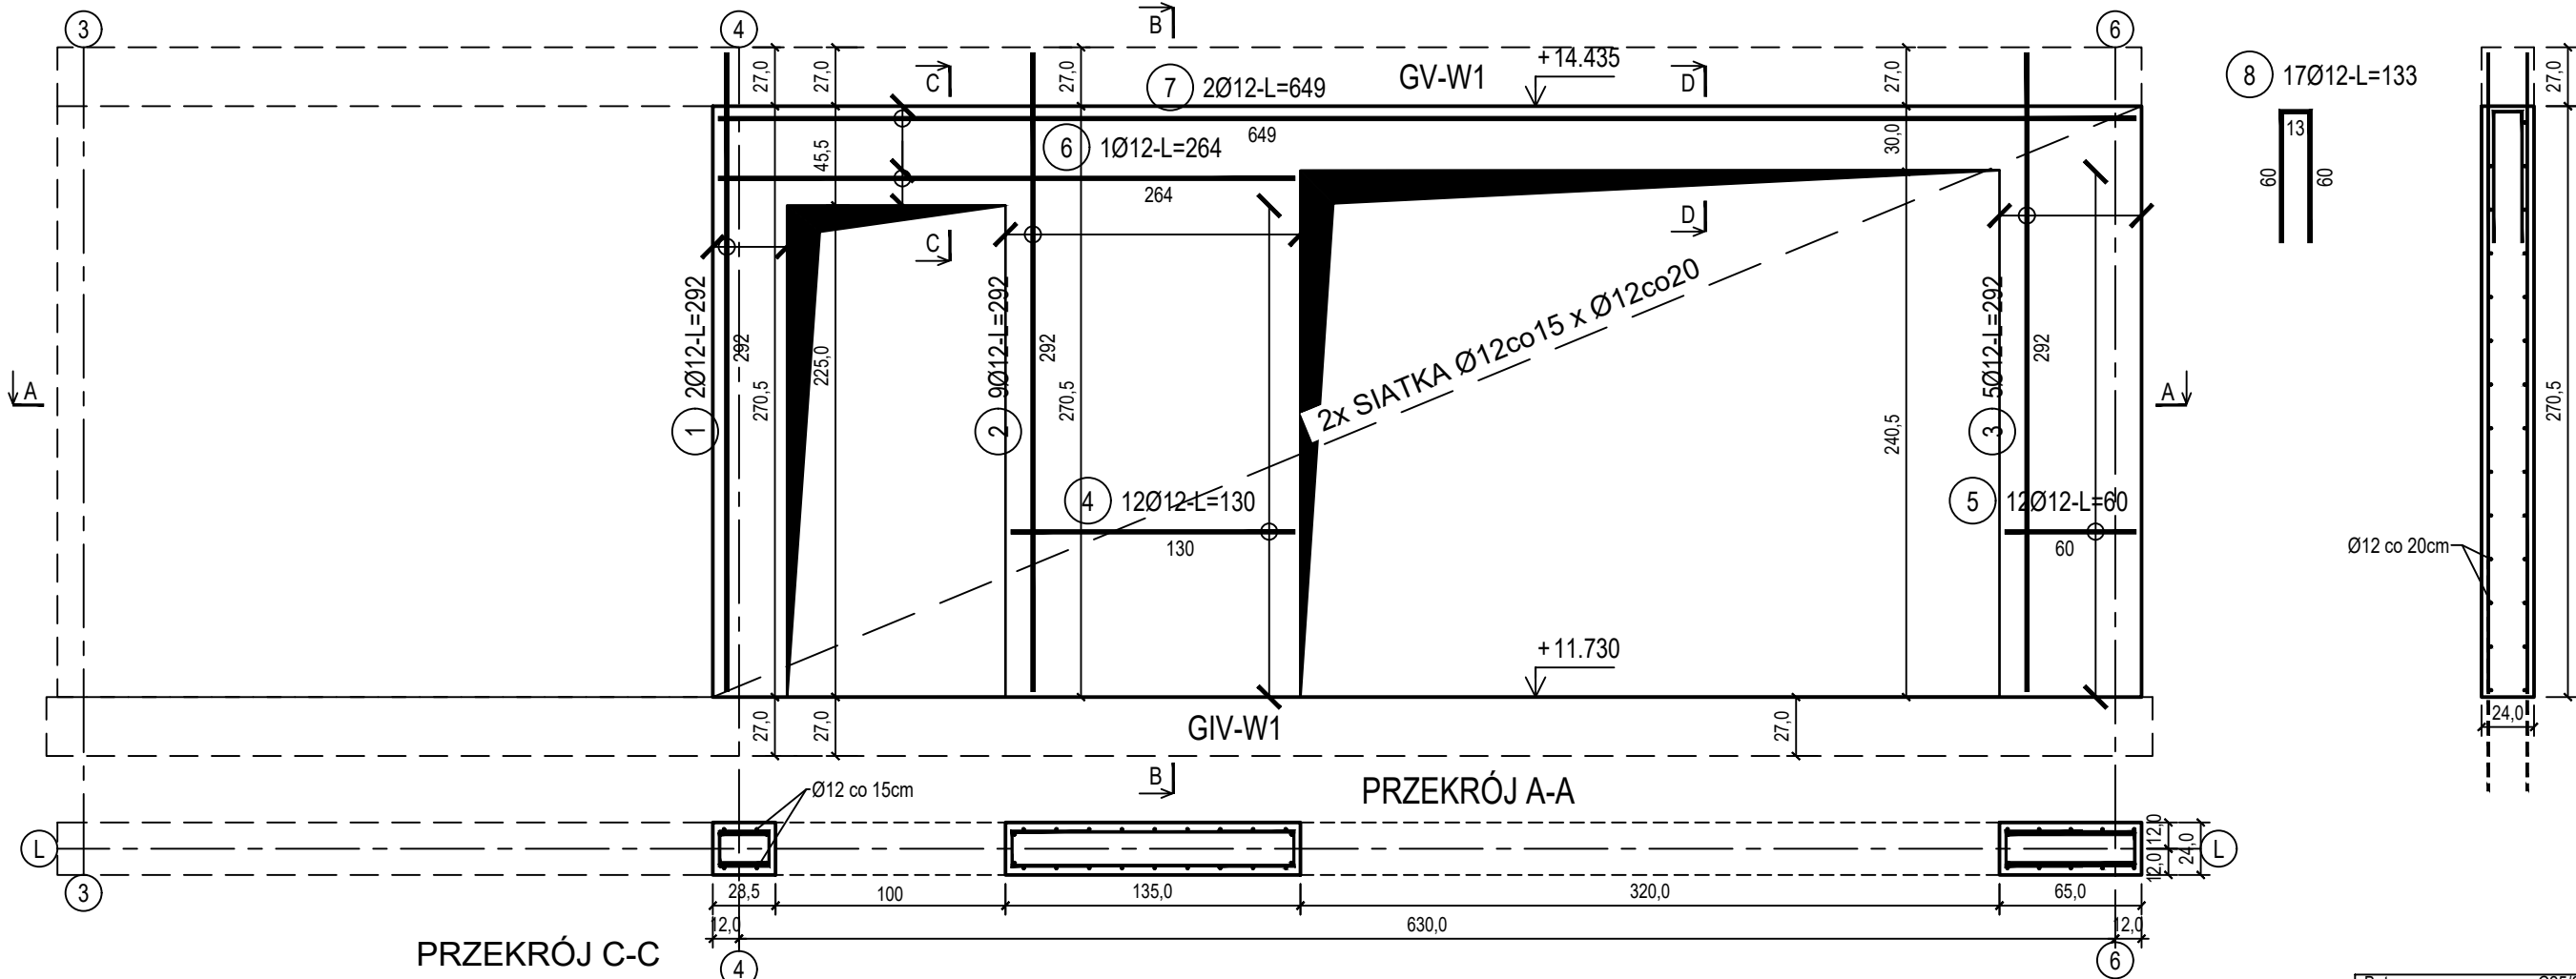 3
4
B
6
27,0
27,0
27,0
27,0
27,0
C
7 2Ø12-L=649
GV-W1
+14.435
D
8 17Ø12-L=133
13
60
60
649
6 1Ø12-L=264
264
45,5
30,0
C
D
1 2Ø12-L=292
292
270,5
225,0
2 9Ø12-L=292
292
270,5
2x SIATKA Ø12co15 x Ø12co20
240,5
3 5Ø12-L=292
292
270,5
A
A
4 12Ø12-L=130
130
5 12Ø12-L=60
60
Ø12 co 20cm
+11.730
27,0
27,0
GIV-W1
27,0
24,0
B
PRZEKRÓJ A-A
Ø12 co 15cm
L
L
12,0
12,0
24,0
3
28,5
100
135,0
320,0
65,0
12,0
630,0
12,0
PRZEKRÓJ C-C
4
6